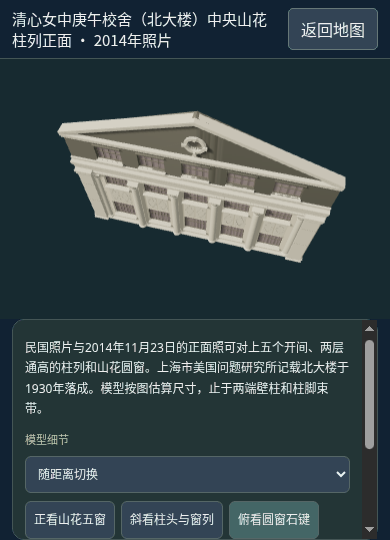 清心女中庚午校舍（北大楼）中央山花
柱列正面 · 2014年照片
返回地图
民国照片与2014年11月23日的正面照可对上五个开间、两层
通高的柱列和山花圆窗。上海市美国问题研究所记载北大楼于
1930年落成。模型按图估算尺寸，止于两端壁柱和柱脚束
带。
模型细节
随距离切换
正看山花五窗
斜看柱头与窗列
俯看圆窗石键